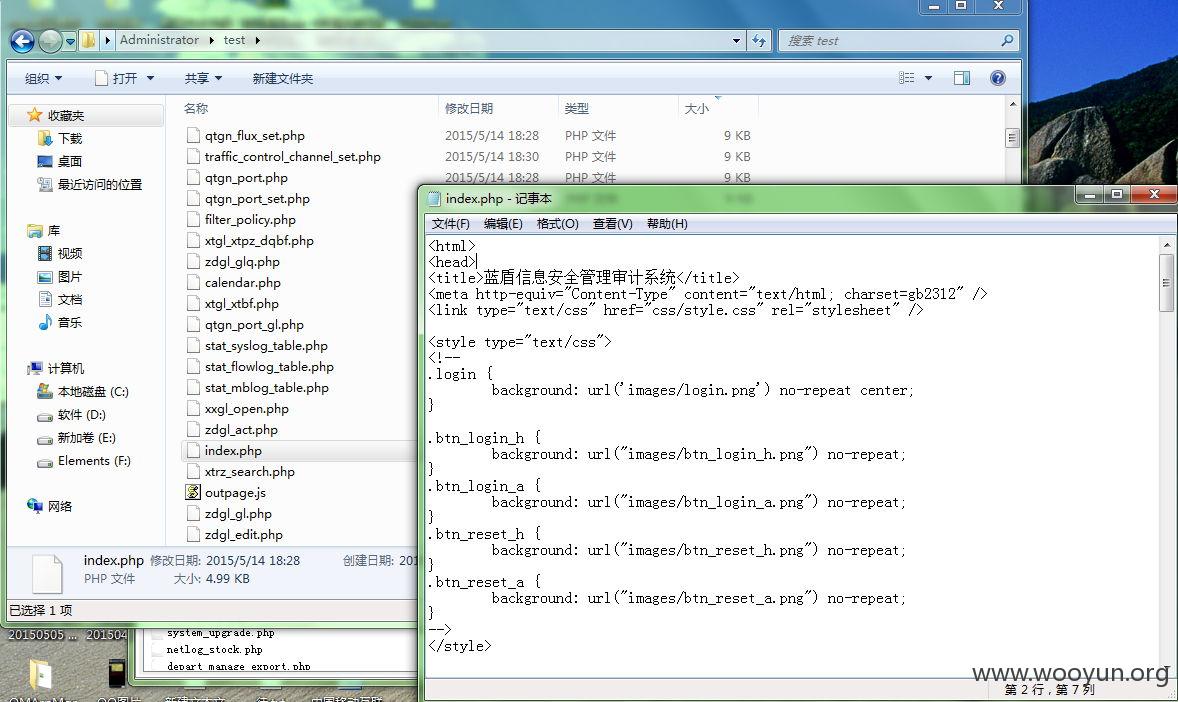 Administrator ▸ test ▸
搜索 test
组织 打开 共享 新建文件夹
收藏夹
下载
桌面
最近访问的位置
库
视频
图片
文档
音乐
计算机
本地磁盘 (C:)
软件 (D:)
新加卷 (E:)
Elements (F:)
网络
名称 修改日期 类型 大小
qtgn_flux_set.php 2015/5/14 18:28 PHP 文件 9 KB
traffic_control_channel_set.php 2015/5/14 18:30 PHP 文件 9 KB
qtgn_port.php 2015/5/14 18:28 PHP 文件 9 KB
qtgn_port_set.php
filter_policy.php
xtgl_xtpz_dqbf.php
zdgl_glq.php
calendar.php
xtgl_xtbf.php
qtgn_port_gl.php
stat_syslog_table.php
stat_flowlog_table.php
stat_mblog_table.php
xxgl_open.php
zdgl_act.php
index.php
xtrz_search.php
outpage.js
zdgl_gl.php
zdgl_edit.php
index.php 修改日期: 2015/5/14 18:28 创建日期: 201
PHP 文件 大小: 4.99 KB
已选择 1 项
index.php - 记事本
文件(F) 编辑(E) 格式(O) 查看(V) 帮助(H)
<html>
<head>
<title>蓝盾信息安全管理审计系统</title>
<meta http-equiv="Content-Type" content="text/html; charset=gb2312" />
<link type="text/css" href="css/style.css" rel="stylesheet" />
<style type="text/css">
<!--
.login {
background: url('images/login.png') no-repeat center;
}
.btn_login_h {
background: url("images/btn_login_h.png") no-repeat;
}
.btn_login_a {
background: url("images/btn_login_a.png") no-repeat;
}
.btn_reset_h {
background: url("images/btn_reset_h.png") no-repeat;
}
.btn_reset_a {
background: url("images/btn_reset_a.png") no-repeat;
}
-->
</style>
第 2 行，第 7 列
20150505 ... 201504
system_upgrade.php
netlog_stock.php
depart_manage_export.php
www.wooyun.org